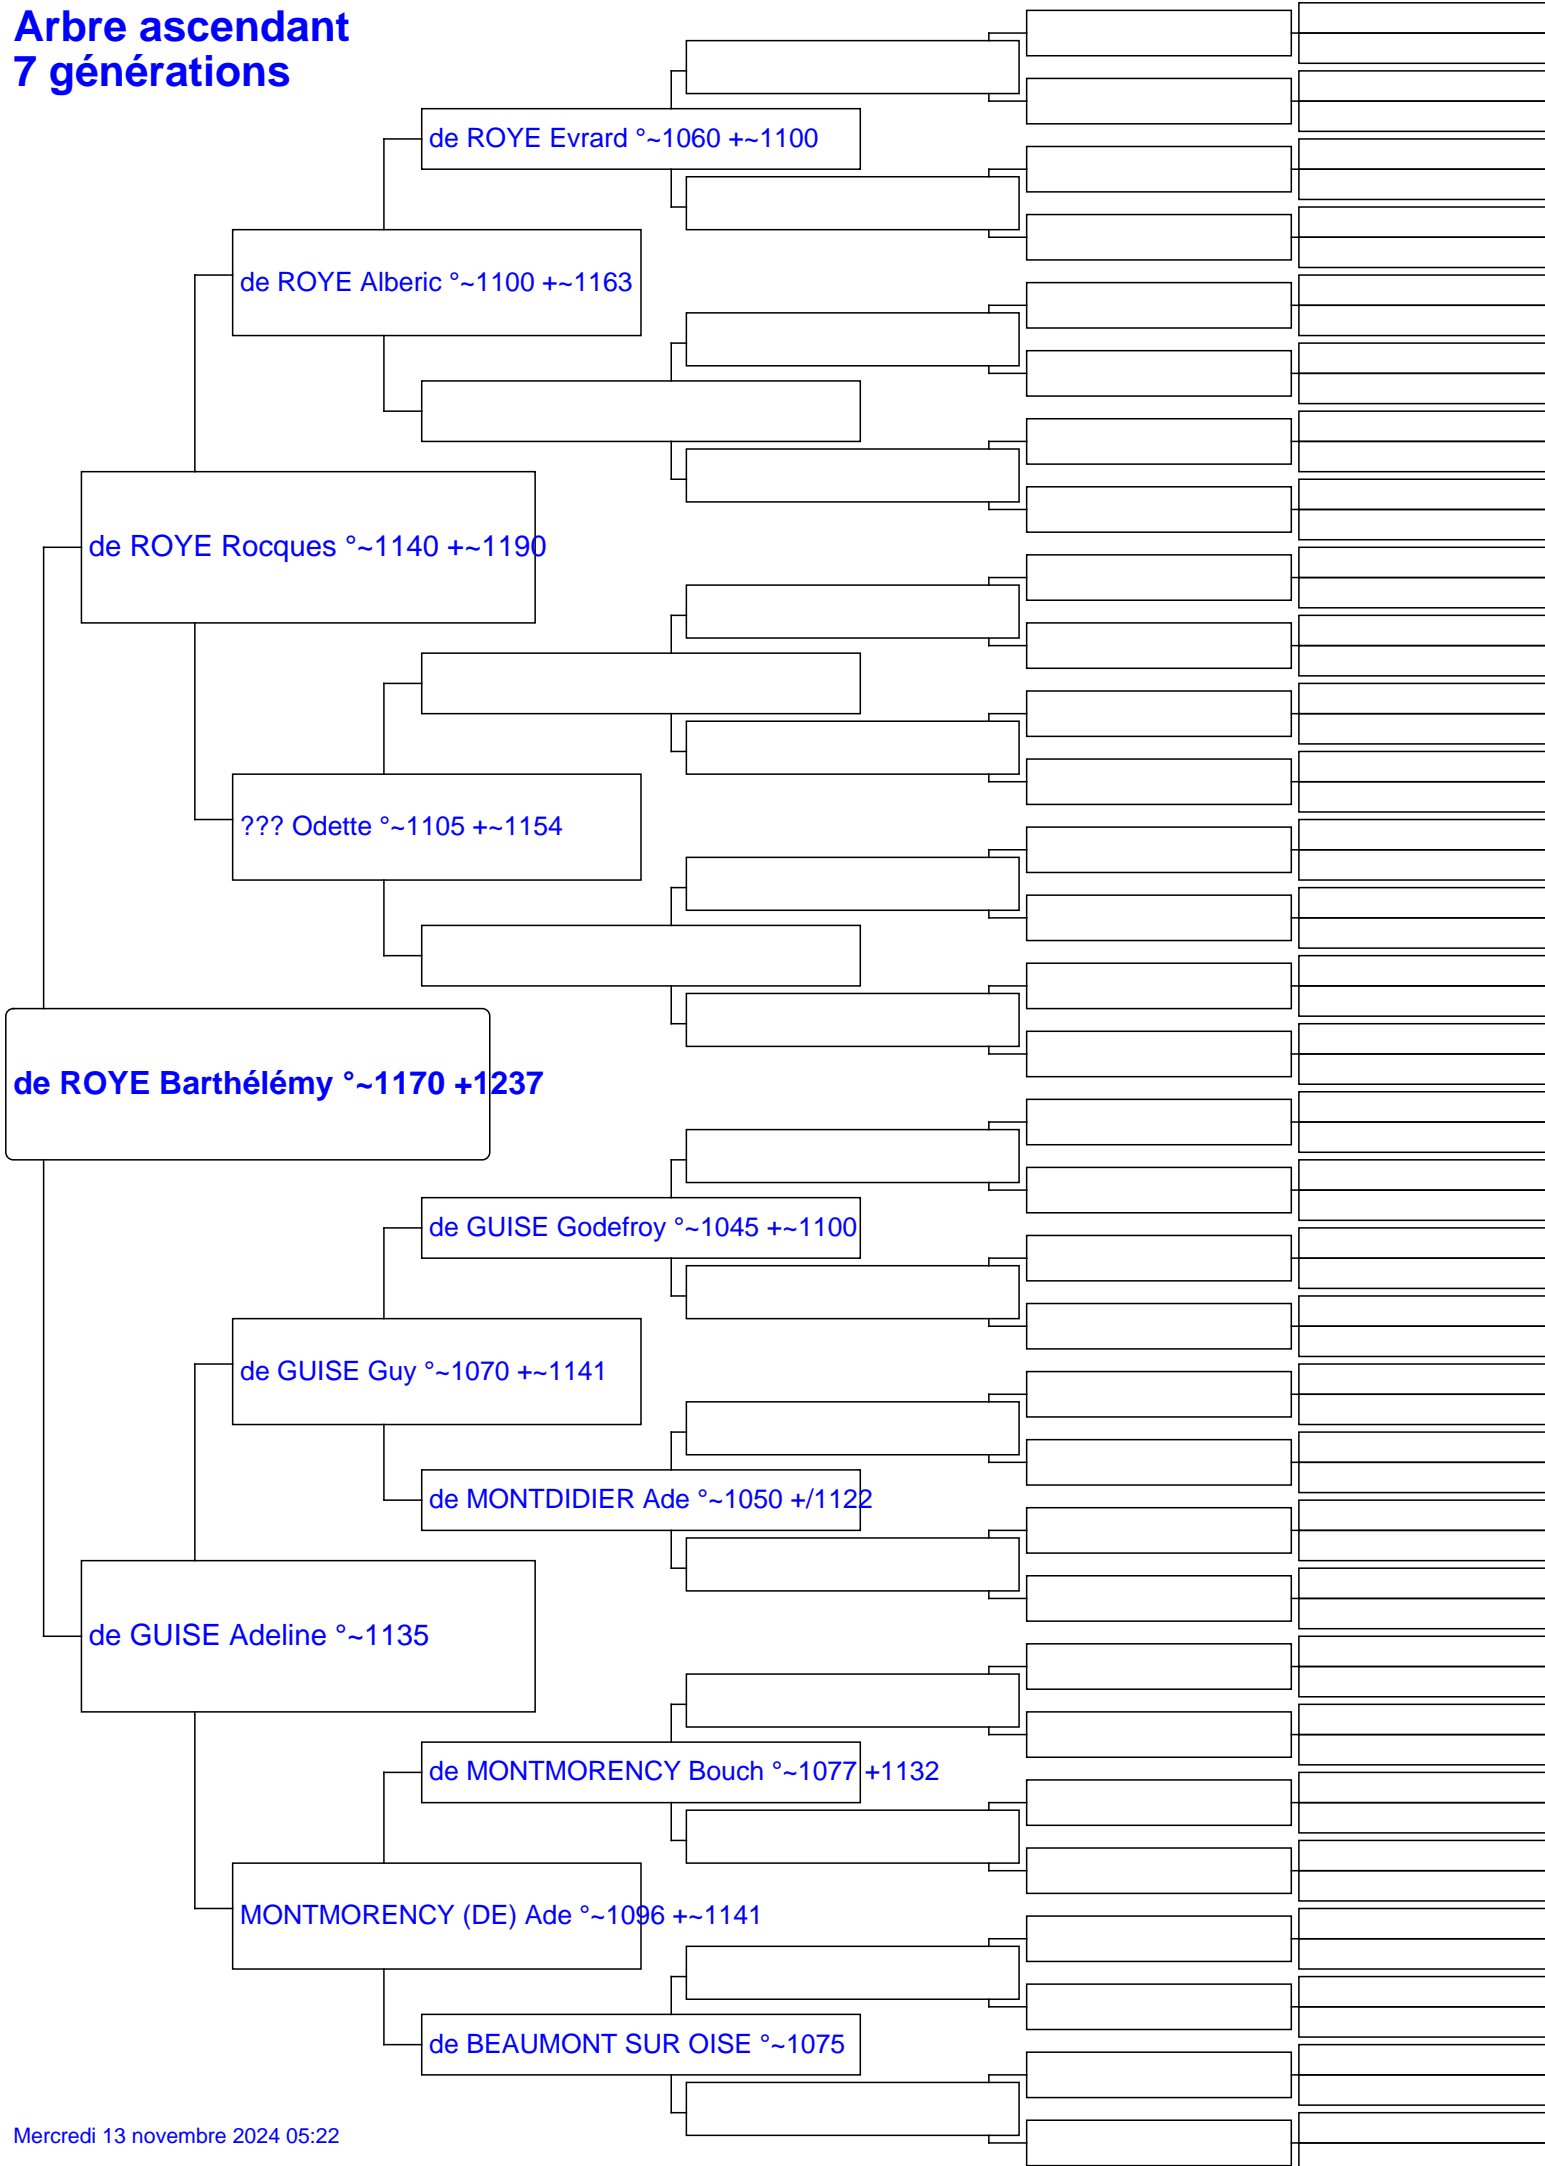 Arbre ascendant
7 générations
de ROYE Evrard °~1060 +~1100
de ROYE Alberic °~1100 +~1163
de ROYE Rocques °~1140 +~1190
??? Odette °~1105 +~1154
de ROYE Barthélémy °~1170 +1237
de GUISE Godefroy °~1045 +~1100
de GUISE Guy °~1070 +~1141
de MONTDIDIER Ade °~1050 +/1122
de GUISE Adeline °~1135
de MONTMORENCY Bouch °~1077 +1132
MONTMORENCY (DE) Ade °~1096 +~1141
de BEAUMONT SUR OISE °~1075
Mercredi 13 novembre 2024 05:22